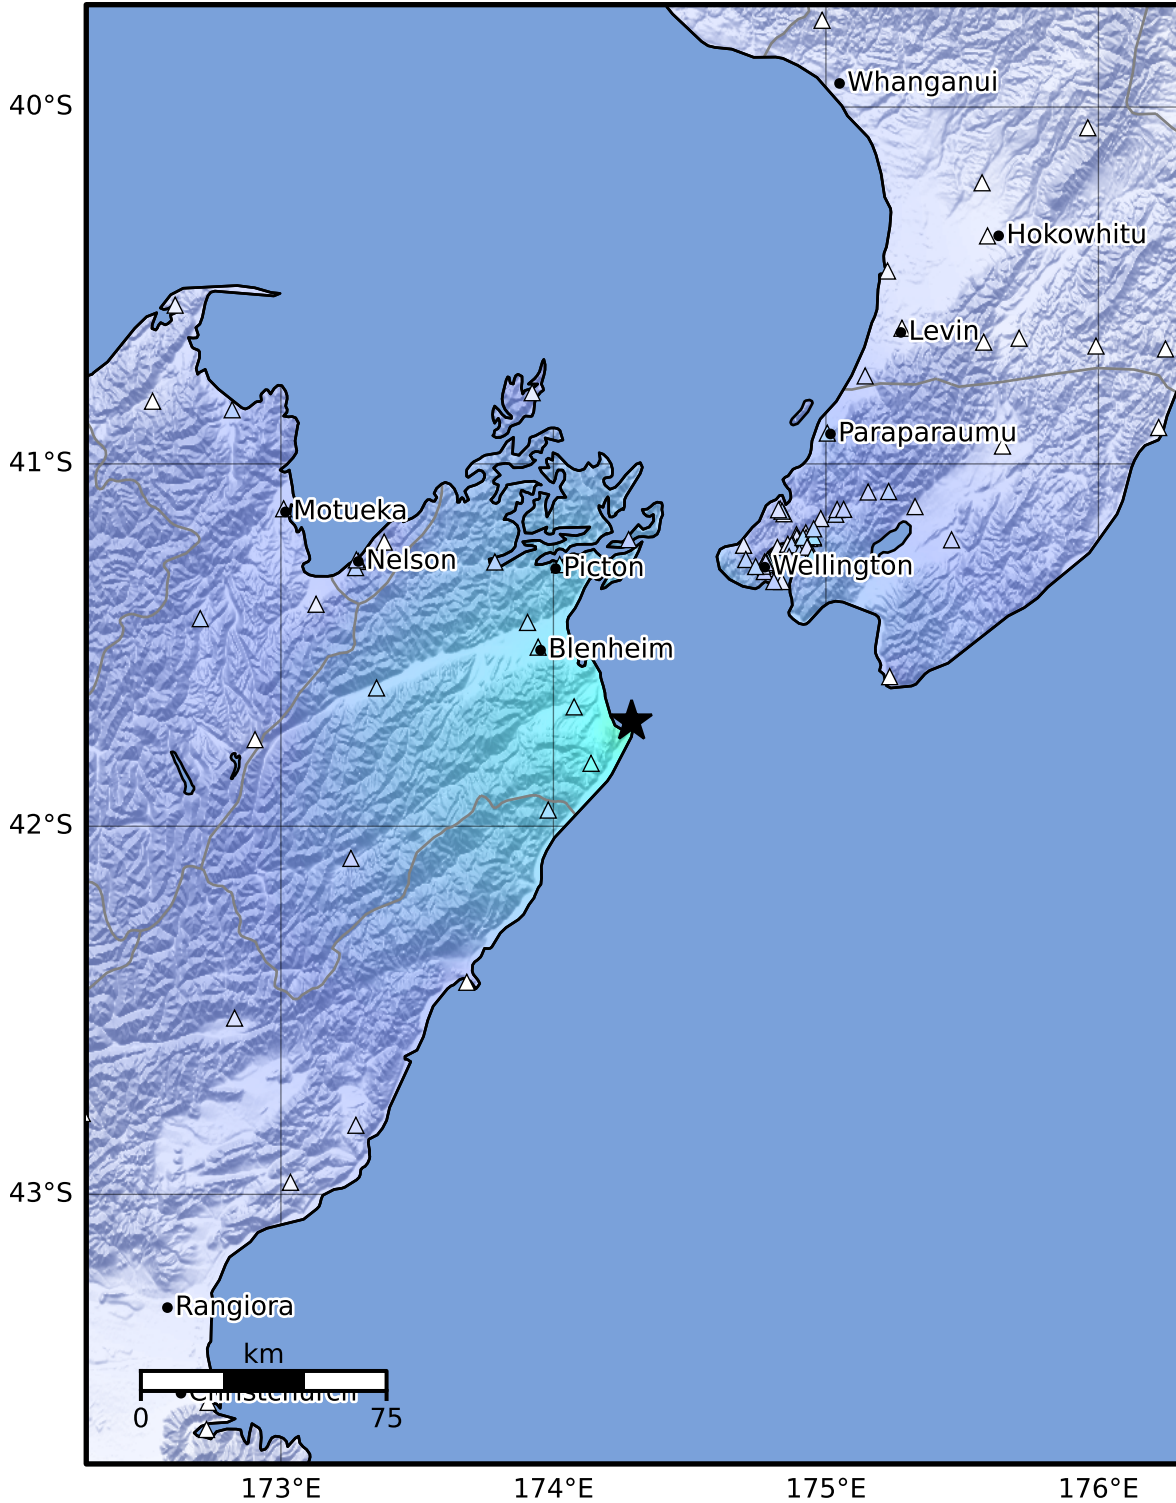 Whanganui
40°S
Hokowhitu
Levin
Paraparaumu
41°S
Motueka
Nelson
Picton
Wellington
Blenheim
42°S
43°S
Rangiora
km
Christchurch
0 75
173°E 174°E 175°E 176°E